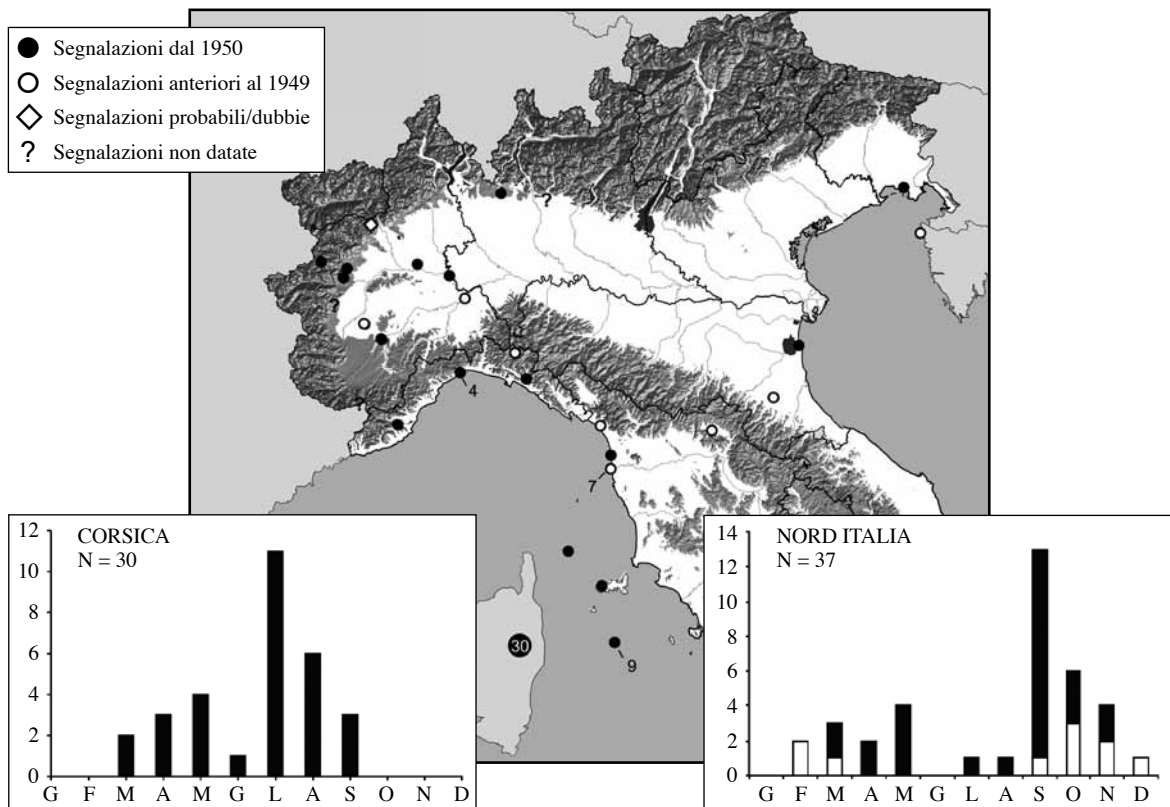 Segnalazioni dal 1950
Segnalazioni anteriori al 1949
Segnalazioni probabili/dubbie
? Segnalazioni non datate
?
?
4
7
30
9
CORSICA
N = 30
12
10
8
6
4
2
0
G F M A M G L A S O N D
NORD ITALIA
N = 37
14
12
10
8
6
4
2
0
G F M A M G L A S O N D